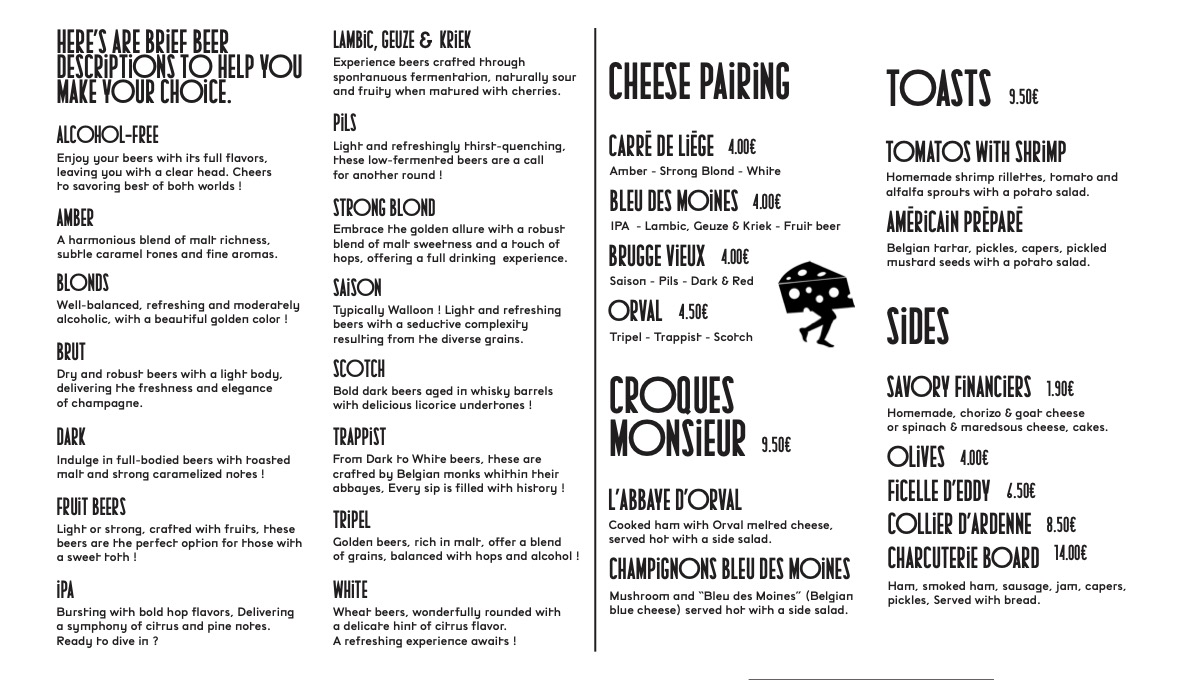 HERE'S ARE BRiEF BEER
DESCRiPTiONS TO HELP YOU
MAKE YOUR CHOiCE.
ALCOHOL-FREE
Enjoy your beers with its full flavors,
leaving you with a clear head. Cheers
to savoring best of both worlds !
AMBER
A harmonious blend of malt richness,
subtle caramel tones and fine aromas.
BLONDS
Well-balanced, refreshing and moderately
alcoholic, with a beautiful golden color !
BRUT
Dry and robust beers with a light body,
delivering the freshness and elegance
of champagne.
DARK
Indulge in full-bodied beers with toasted
malt and strong caramelized notes !
FRUiT BEERS
Light or strong, crafted with fruits, these
beers are the perfect option for those with
a sweet toth !
iPA
Bursting with bold hop flavors, Delivering
a symphony of citrus and pine notes.
Ready to dive in ?
LAMBiC, GEUZE & KRiEK
Experience beers crafted through
spontanuous fermentation, naturally sour
and fruity when matured with cherries.
PiLS
Light and refreshingly thirst-quenching,
these low-fermented beers are a call
for another round !
STRONG BLOND
Embrace the golden allure with a robust
blend of malt sweetness and a touch of
hops, offering a full drinking experience.
SAiSON
Typically Walloon ! Light and refreshing
beers with a seductive complexity
resulting from the diverse grains.
SCOTCH
Bold dark beers aged in whisky barrels
with delicious licorice undertones !
TRAPPiST
From Dark to White beers, these are
crafted by Belgian monks whithin their
abbayes, Every sip is filled with history !
TRiPEL
Golden beers, rich in malt, offer a blend
of grains, balanced with hops and alcohol !
WHiTE
Wheat beers, wonderfully rounded with
a delicate hint of citrus flavor.
A refreshing experience awaits !
CHEESE PAiRiNG
CARRĒ DE LiĒGE 4.00€
Amber - Strong Blond - White
BLEU DES MOiNES 4.00€
IPA - Lambic, Geuze & Kriek - Fruit beer
BRUGGE ViEUX 4.00€
Saison - Pils - Dark & Red
ORVAL 4.50€
Tripel - Trappist - Scotch
CROQUES
MONSiEUR 9.50€
L'ABBAYE D'ORVAL
Cooked ham with Orval melted cheese,
served hot with a side salad.
CHAMPiGNONS BLEU DES MOiNES
Mushroom and "Bleu des Moines" (Belgian
blue cheese) served hot with a side salad.
TOASTS 9.50€
TOMATOS WiTH SHRiMP
Homemade shrimp rillettes, tomato and
alfalfa sprouts with a potato salad.
AMĒRiCAiN PRĒPARĒ
Belgian tartar, pickles, capers, pickled
mustard seeds with a potato salad.
SiDES
SAVORY FiNANCiERS 1.90€
Homemade, chorizo & goat cheese
or spinach & maredsous cheese, cakes.
OLiVES 4.00€
FiCELLE D'EDDY 6.50€
COLLiER D'ARDENNE 8.50€
CHARCUTERiE BOARD 14.00€
Ham, smoked ham, sausage, jam, capers,
pickles, Served with bread.